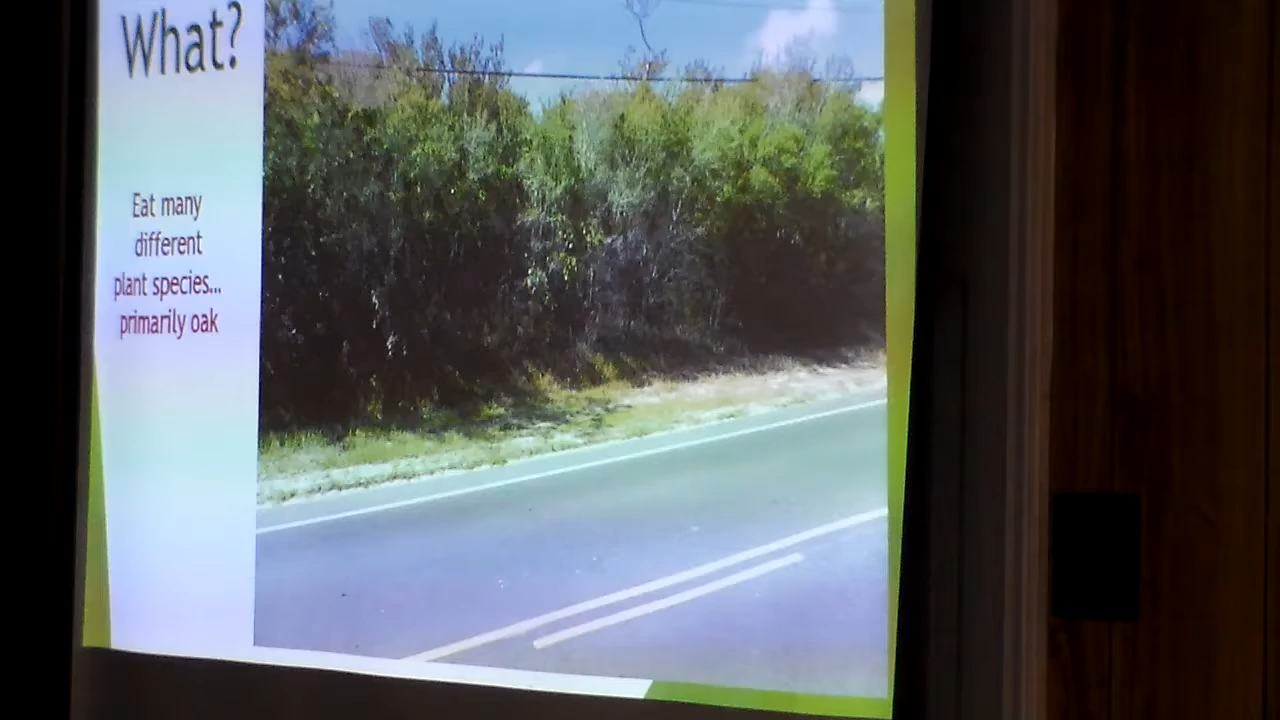 What?
Eat many
different
plant species...
primarily oak